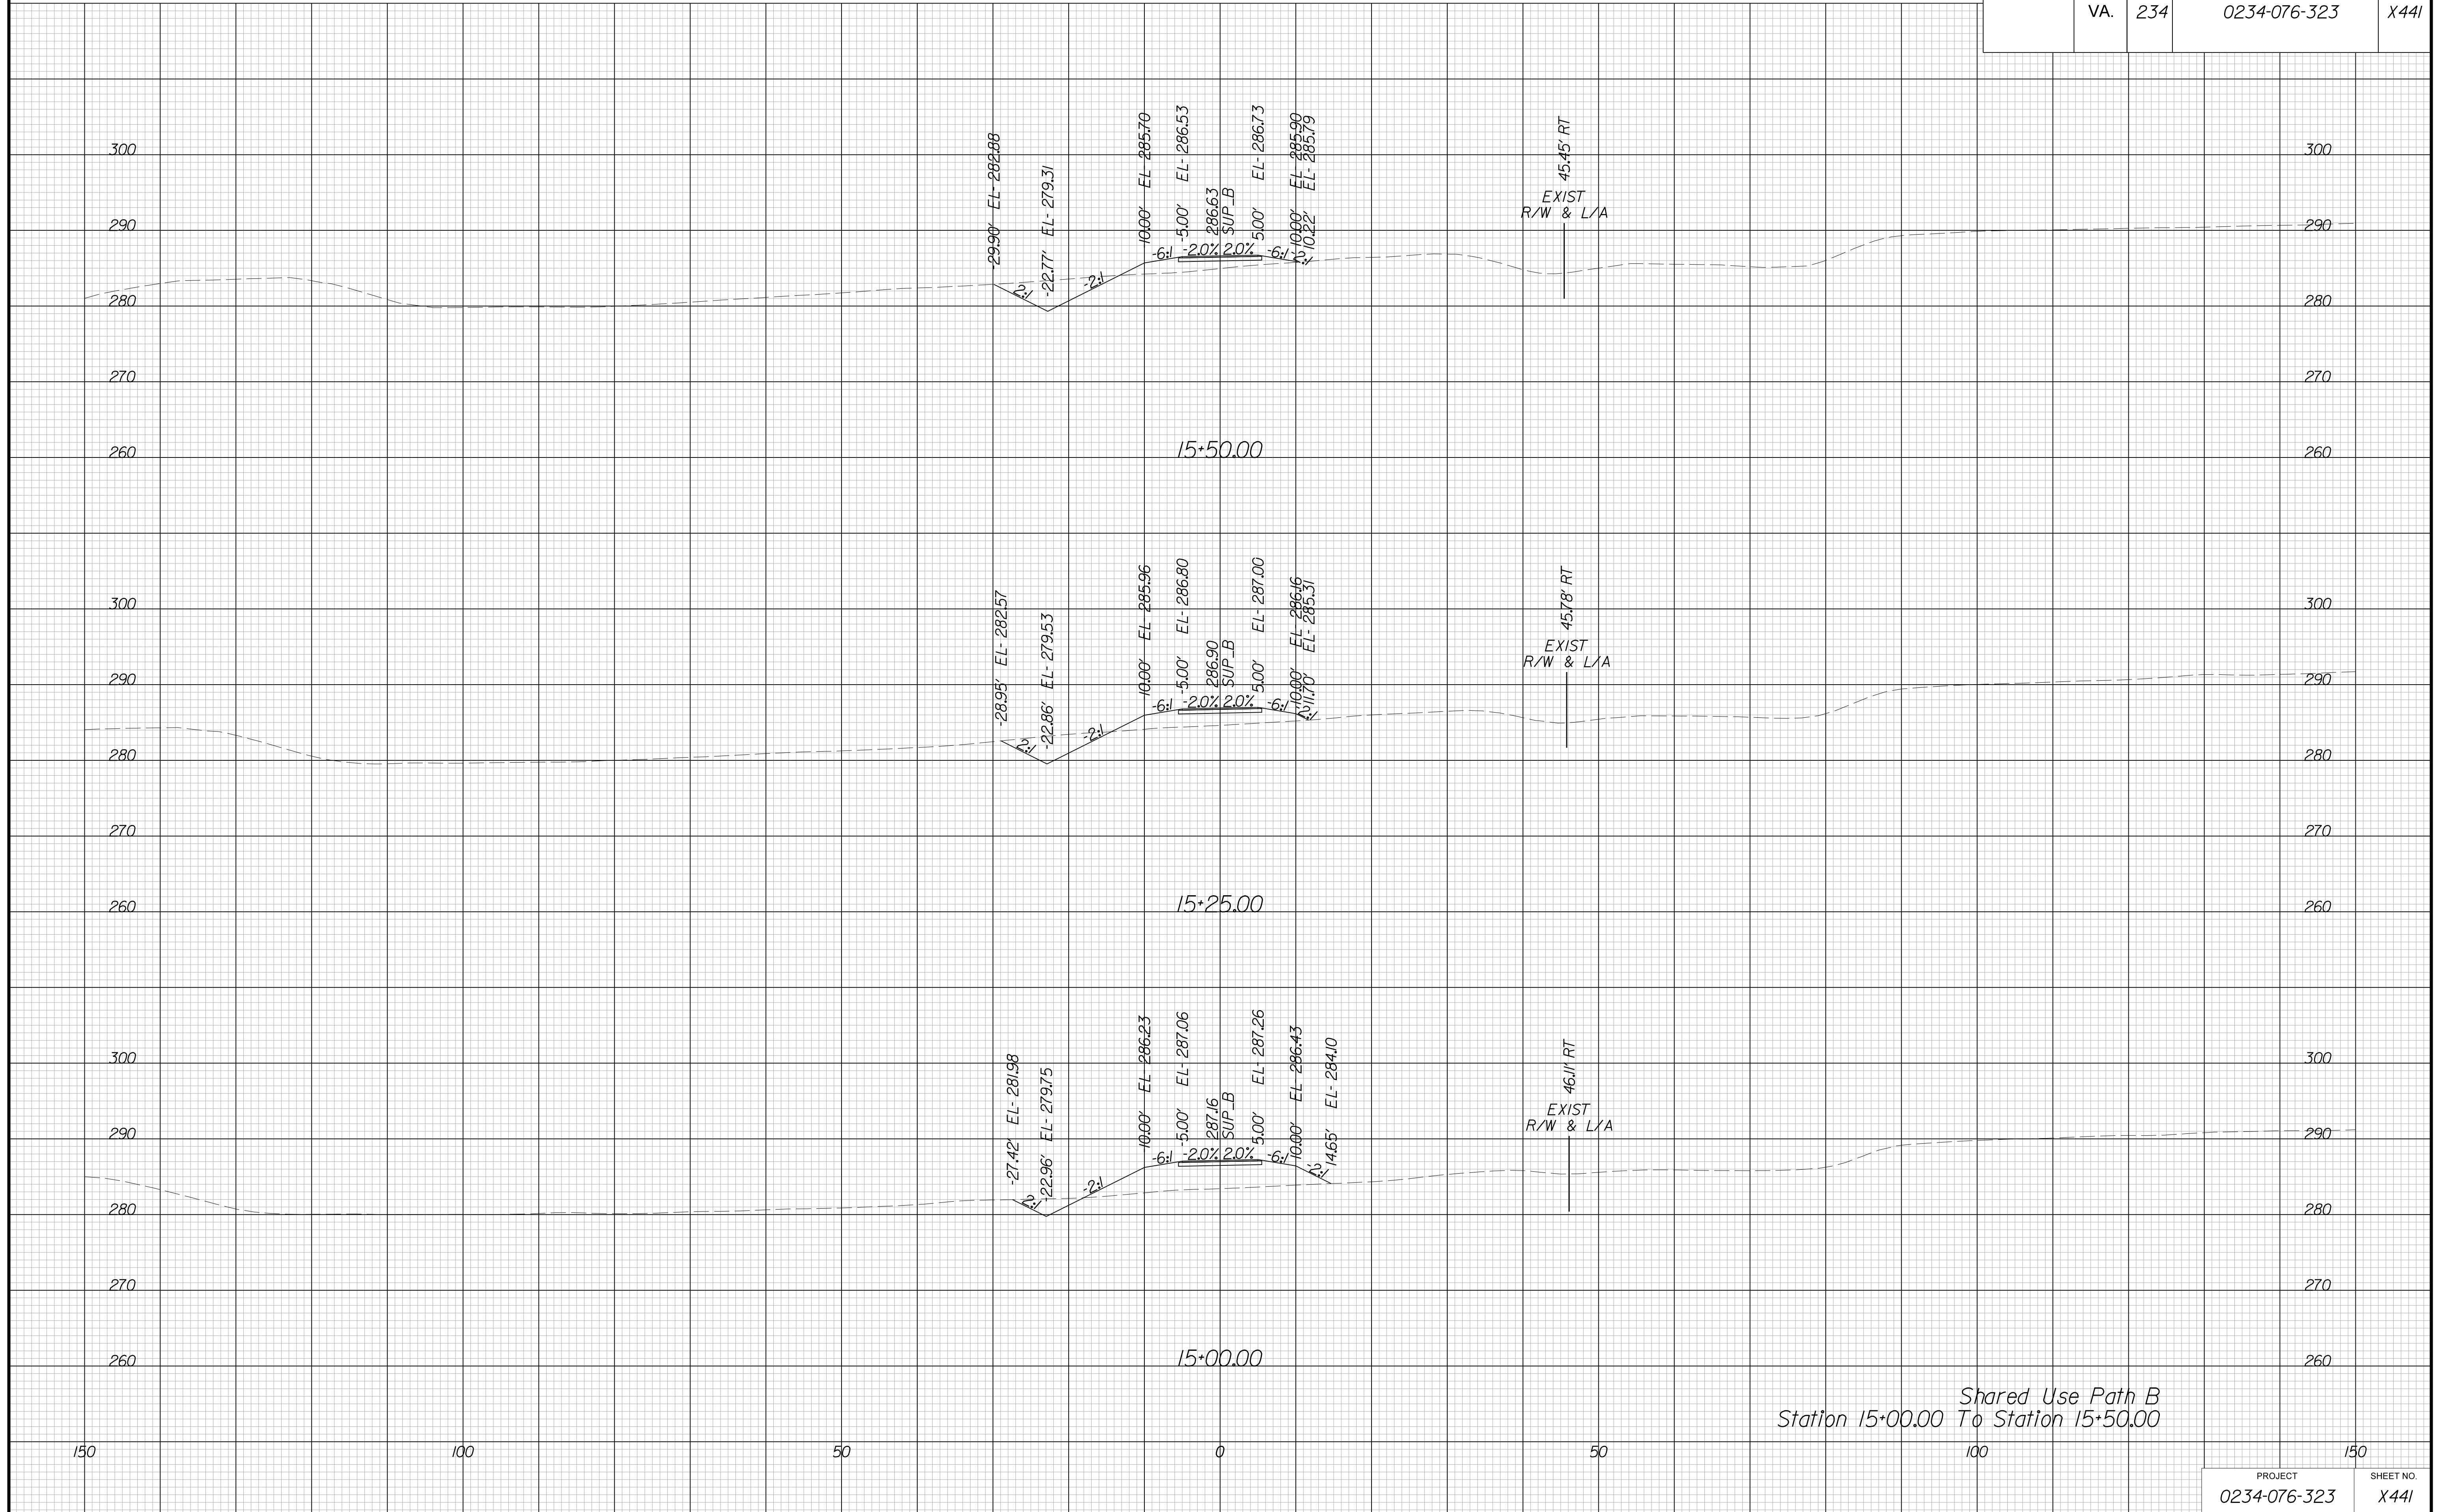 VA. 234 0234-076-323 X441
-29.90' EL- 282.88
-22.77' EL- 279.31
10.00' EL 285.70
-5.00' EL- 286.53
286.63
SUP_B
5.00' EL- 286.73
10.00' EL 285.90
10.22' EL- 285.79
45.45' RT
EXIST
R/W & L/A
2:1 -2:1 -6:1 -2.0% 2.0% -6:1 -2:1
300 300
290 290
280 280
270 270
260 15+50.00 260
-28.95' EL- 282.57
-22.86' EL- 279.53
10.00' EL 285.96
-5.00' EL- 286.80
286.90
SUP_B
5.00' EL- 287.00
10.00' EL 286.16
11.70' EL- 285.31
45.78' RT
EXIST
R/W & L/A
2:1 -2:1 -6:1 -2.0% 2.0% -6:1 -2:1
300 300
290 290
280 280
270 270
260 15+25.00 260
-27.42' EL- 281.98
-22.96' EL- 279.75
10.00' EL 286.23
-5.00' EL- 287.06
287.16
SUP_B
5.00' EL- 287.26
10.00' EL 286.43
14.65' EL- 284.10
46.11' RT
EXIST
R/W & L/A
2:1 -2:1 -6:1 -2.0% 2.0% -6:1 -2:1
300 300
290 290
280 280
270 270
260 15+00.00 260
Shared Use Path B
Station 15+00.00 To Station 15+50.00
150 100 50 0 50 100 150
PROJECT SHEET NO.
0234-076-323 X441